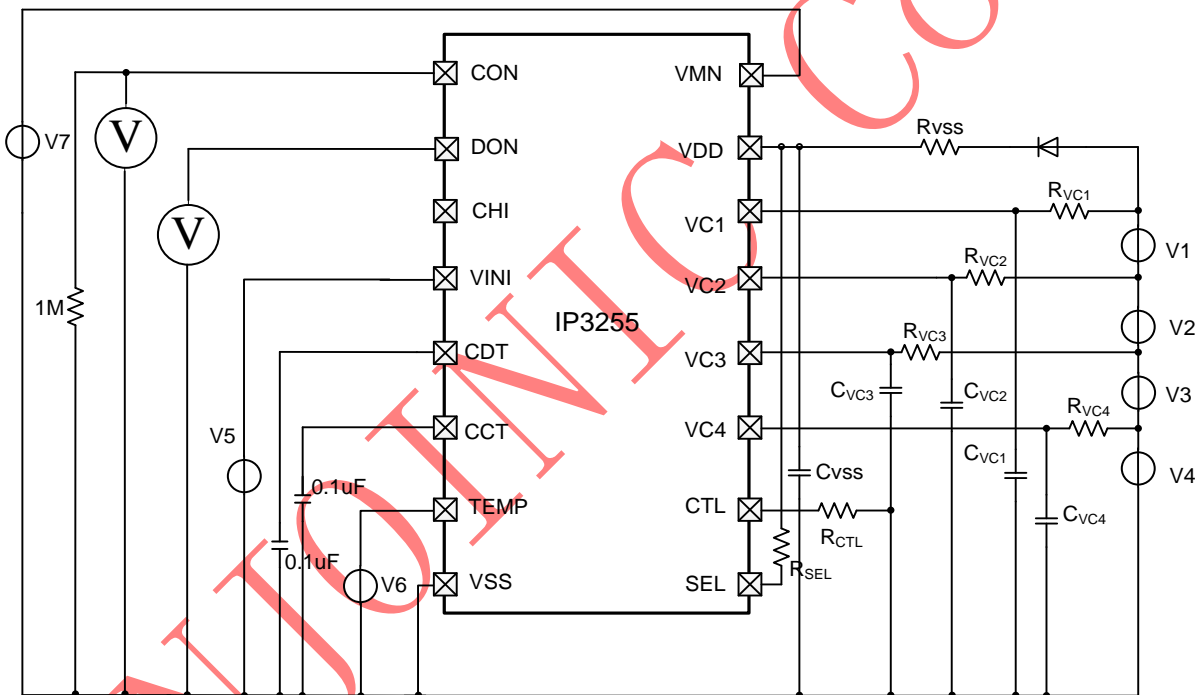 CON
VMN
V7
V
Rvss
DON
VDD
RVC1
V
CHI
VC1
V1
RVC2
VINI
VC2
1M
IP3255
V2
RVC3
CDT
VC3
CVC3
CVC2
V3
RVC4
V5
CCT
VC4
CVC1
V4
0.1uF
Cvss
TEMP
CTL
CVC4
RCTL
0.1uF
RSEL
V6
VSS
SEL
NJOINIC CO